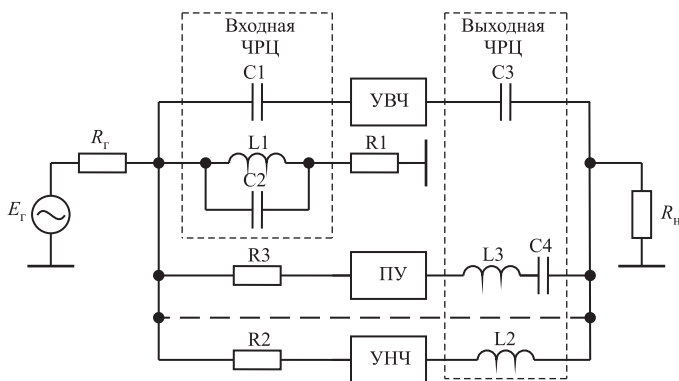 Входная
ЧРЦ
Выходная
ЧРЦ
C1
УВЧ
C3
Rг
L1
R1
C2
Eг
Rн
R3
ПУ
L3
C4
R2
УНЧ
L2